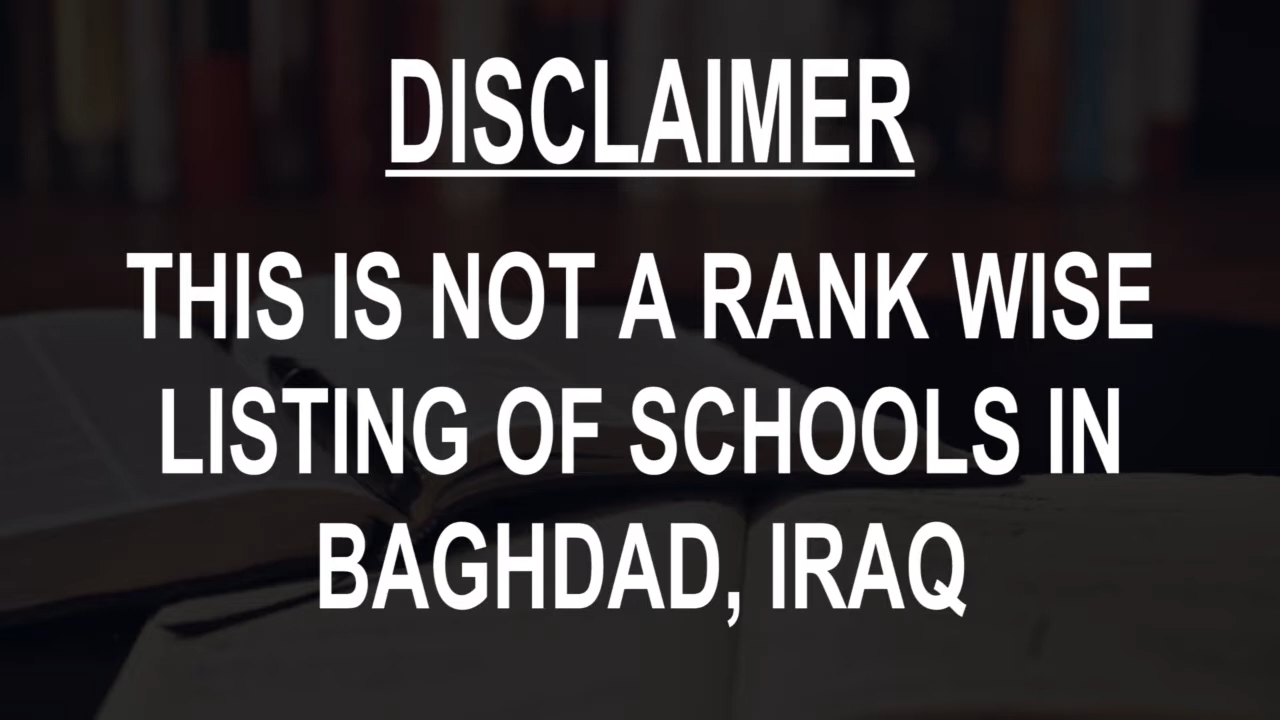 DISCLAIMER
THIS IS NOT A RANK WISE
LISTING OF SCHOOLS IN
BAGHDAD, IRAQ